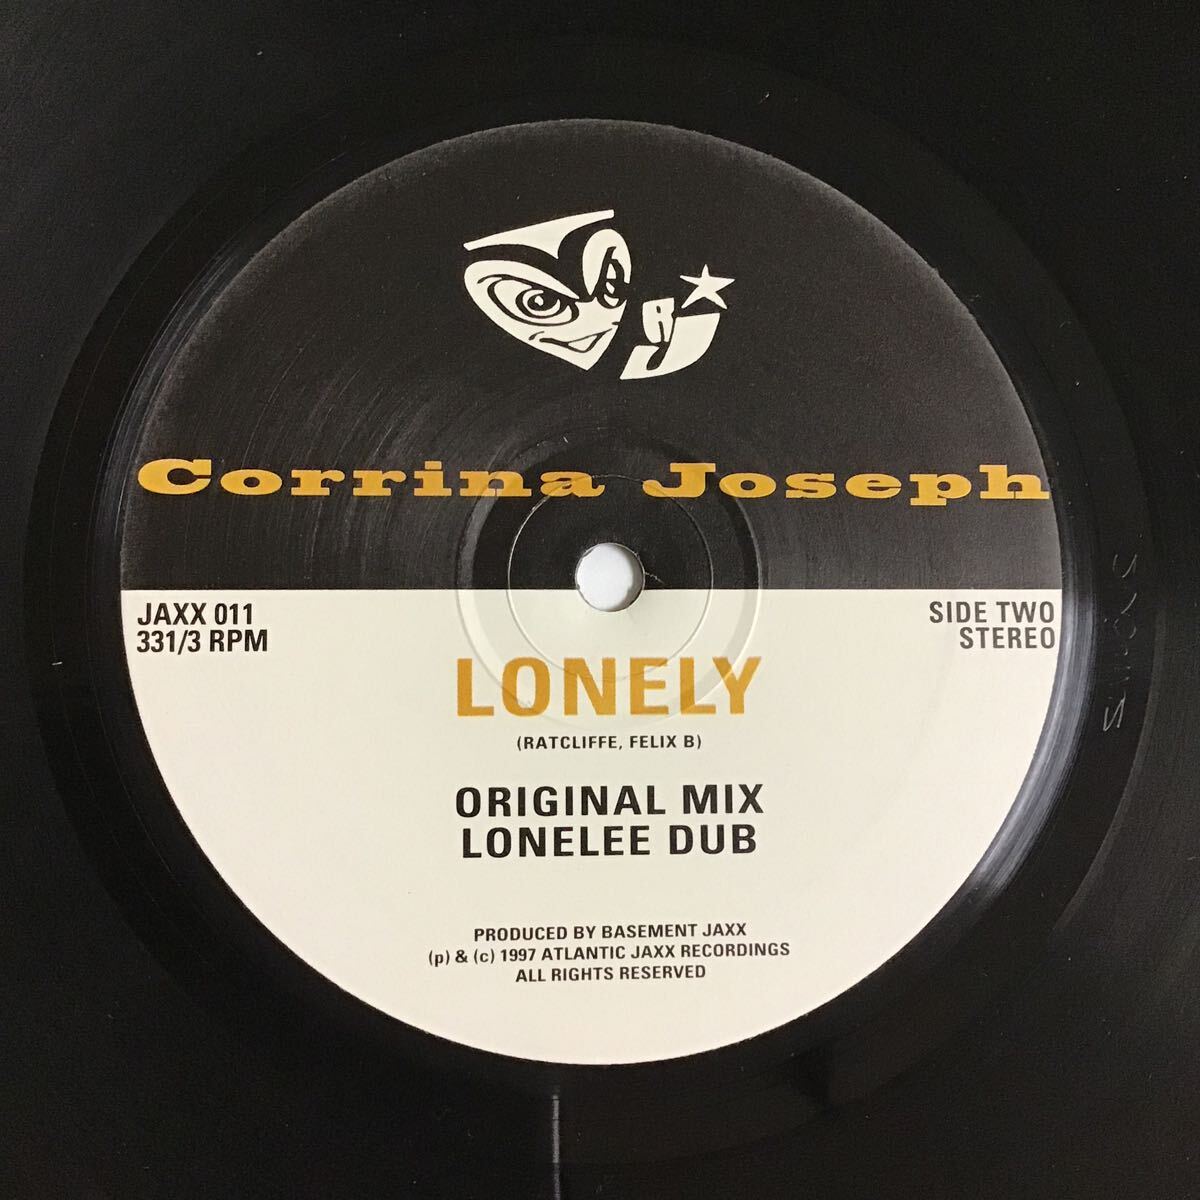 RJ
Corrina Joseph
JAXX 011
331/3 RPM
SIDE TWO
STEREO
LONELY
(RATCLIFFE, FELIX B)
ORIGINAL MIX
LONELEE DUB
PRODUCED BY BASEMENT JAXX
(p) & (c) 1997 ATLANTIC JAXX RECORDINGS
ALL RIGHTS RESERVED